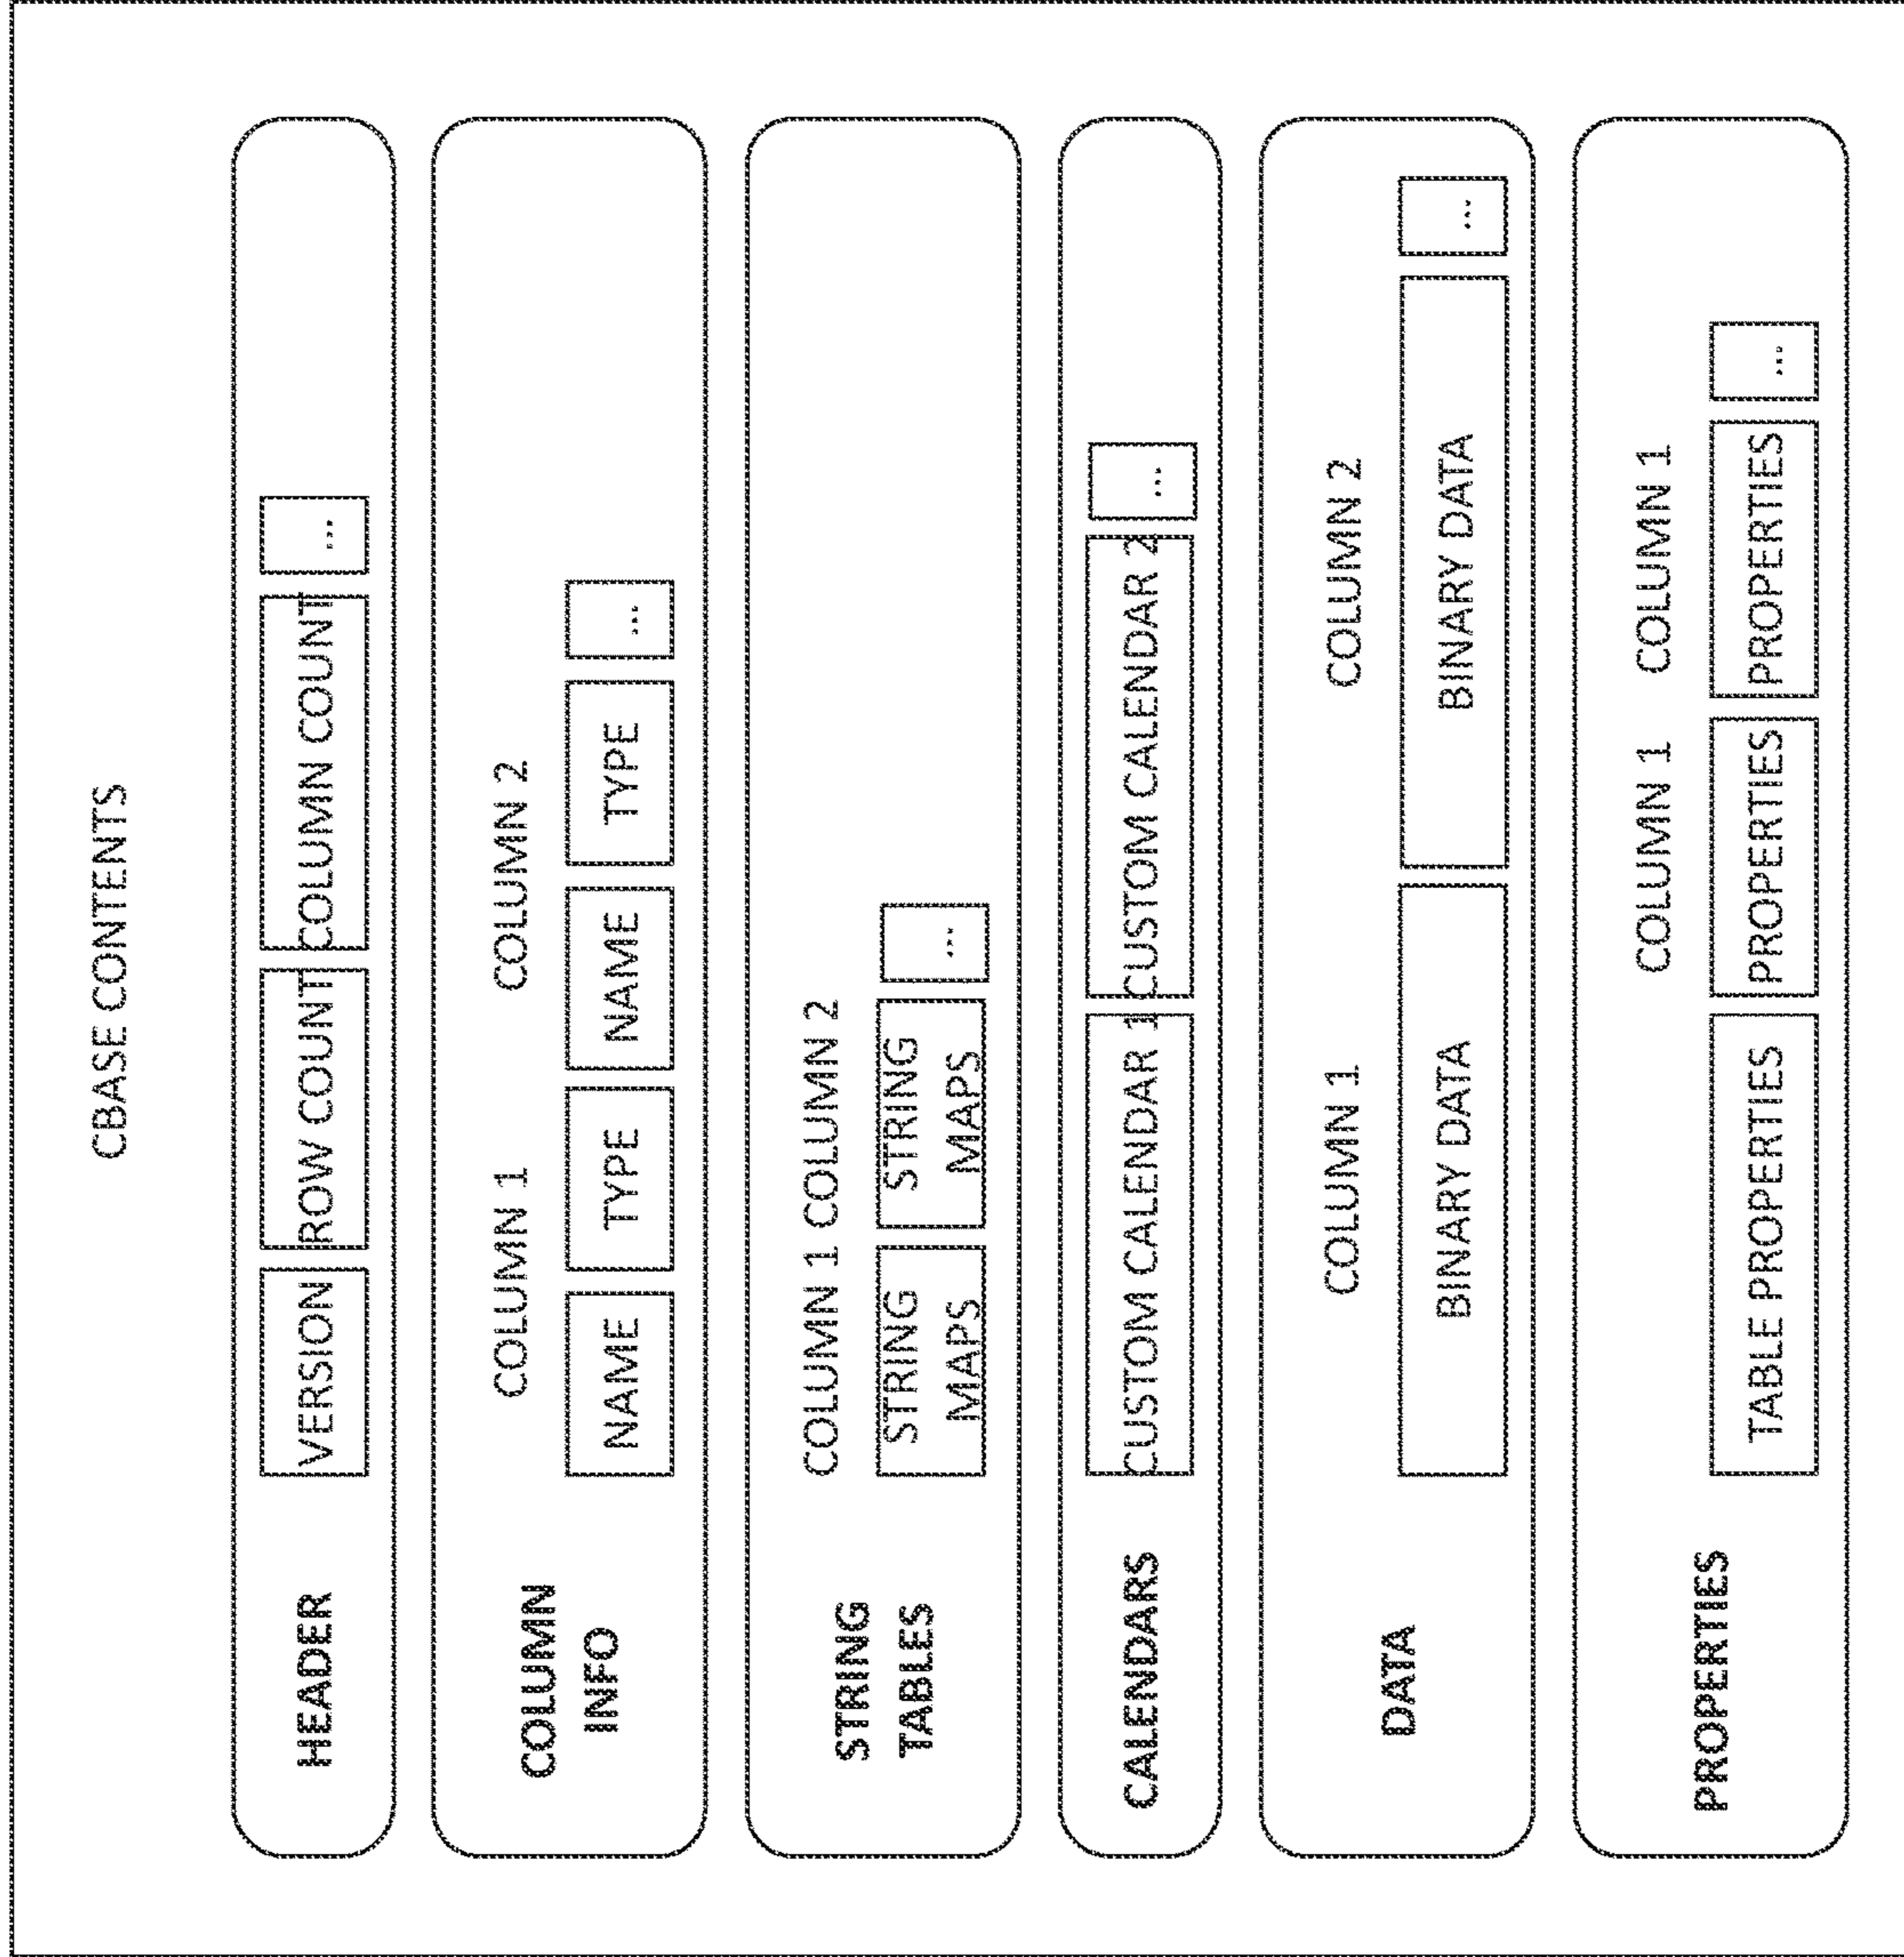 CBASE CONTENTS
HEADER
VERSION
ROW COUNT
COLUMN COUNT
...
COLUMN
INFO
COLUMN 1
COLUMN 2
NAME
TYPE
NAME
TYPE
...
STRING
TABLES
COLUMN 1
COLUMN 2
STRING
MAPS
STRING
MAPS
...
CALENDARS
CUSTOM CALENDAR 1
CUSTOM CALENDAR 2
...
DATA
COLUMN 1
COLUMN 2
BINARY DATA
BINARY DATA
...
PROPERTIES
COLUMN 1
COLUMN 1
TABLE PROPERTIES
PROPERTIES
PROPERTIES
...